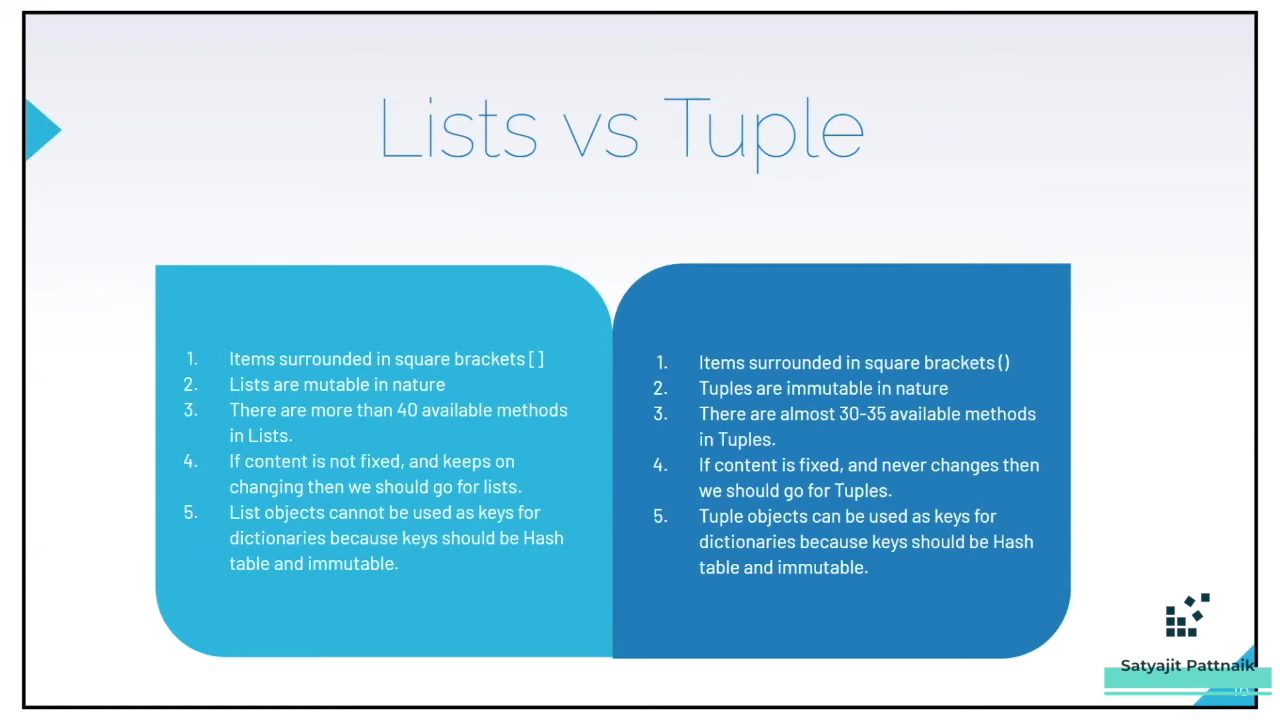 Lists vs Tuple
1. Items surrounded in square brackets [ ]
2. Lists are mutable in nature
3. There are more than 40 available methods
in Lists.
4. If content is not fixed, and keeps on
changing then we should go for lists.
5. List objects cannot be used as keys for
dictionaries because keys should be Hash
table and immutable.
1. Items surrounded in square brackets ()
2. Tuples are immutable in nature
3. There are almost 30-35 available methods
in Tuples.
4. If content is fixed, and never changes then
we should go for Tuples.
5. Tuple objects can be used as keys for
dictionaries because keys should be Hash
table and immutable.
Satyajit Pattnaik